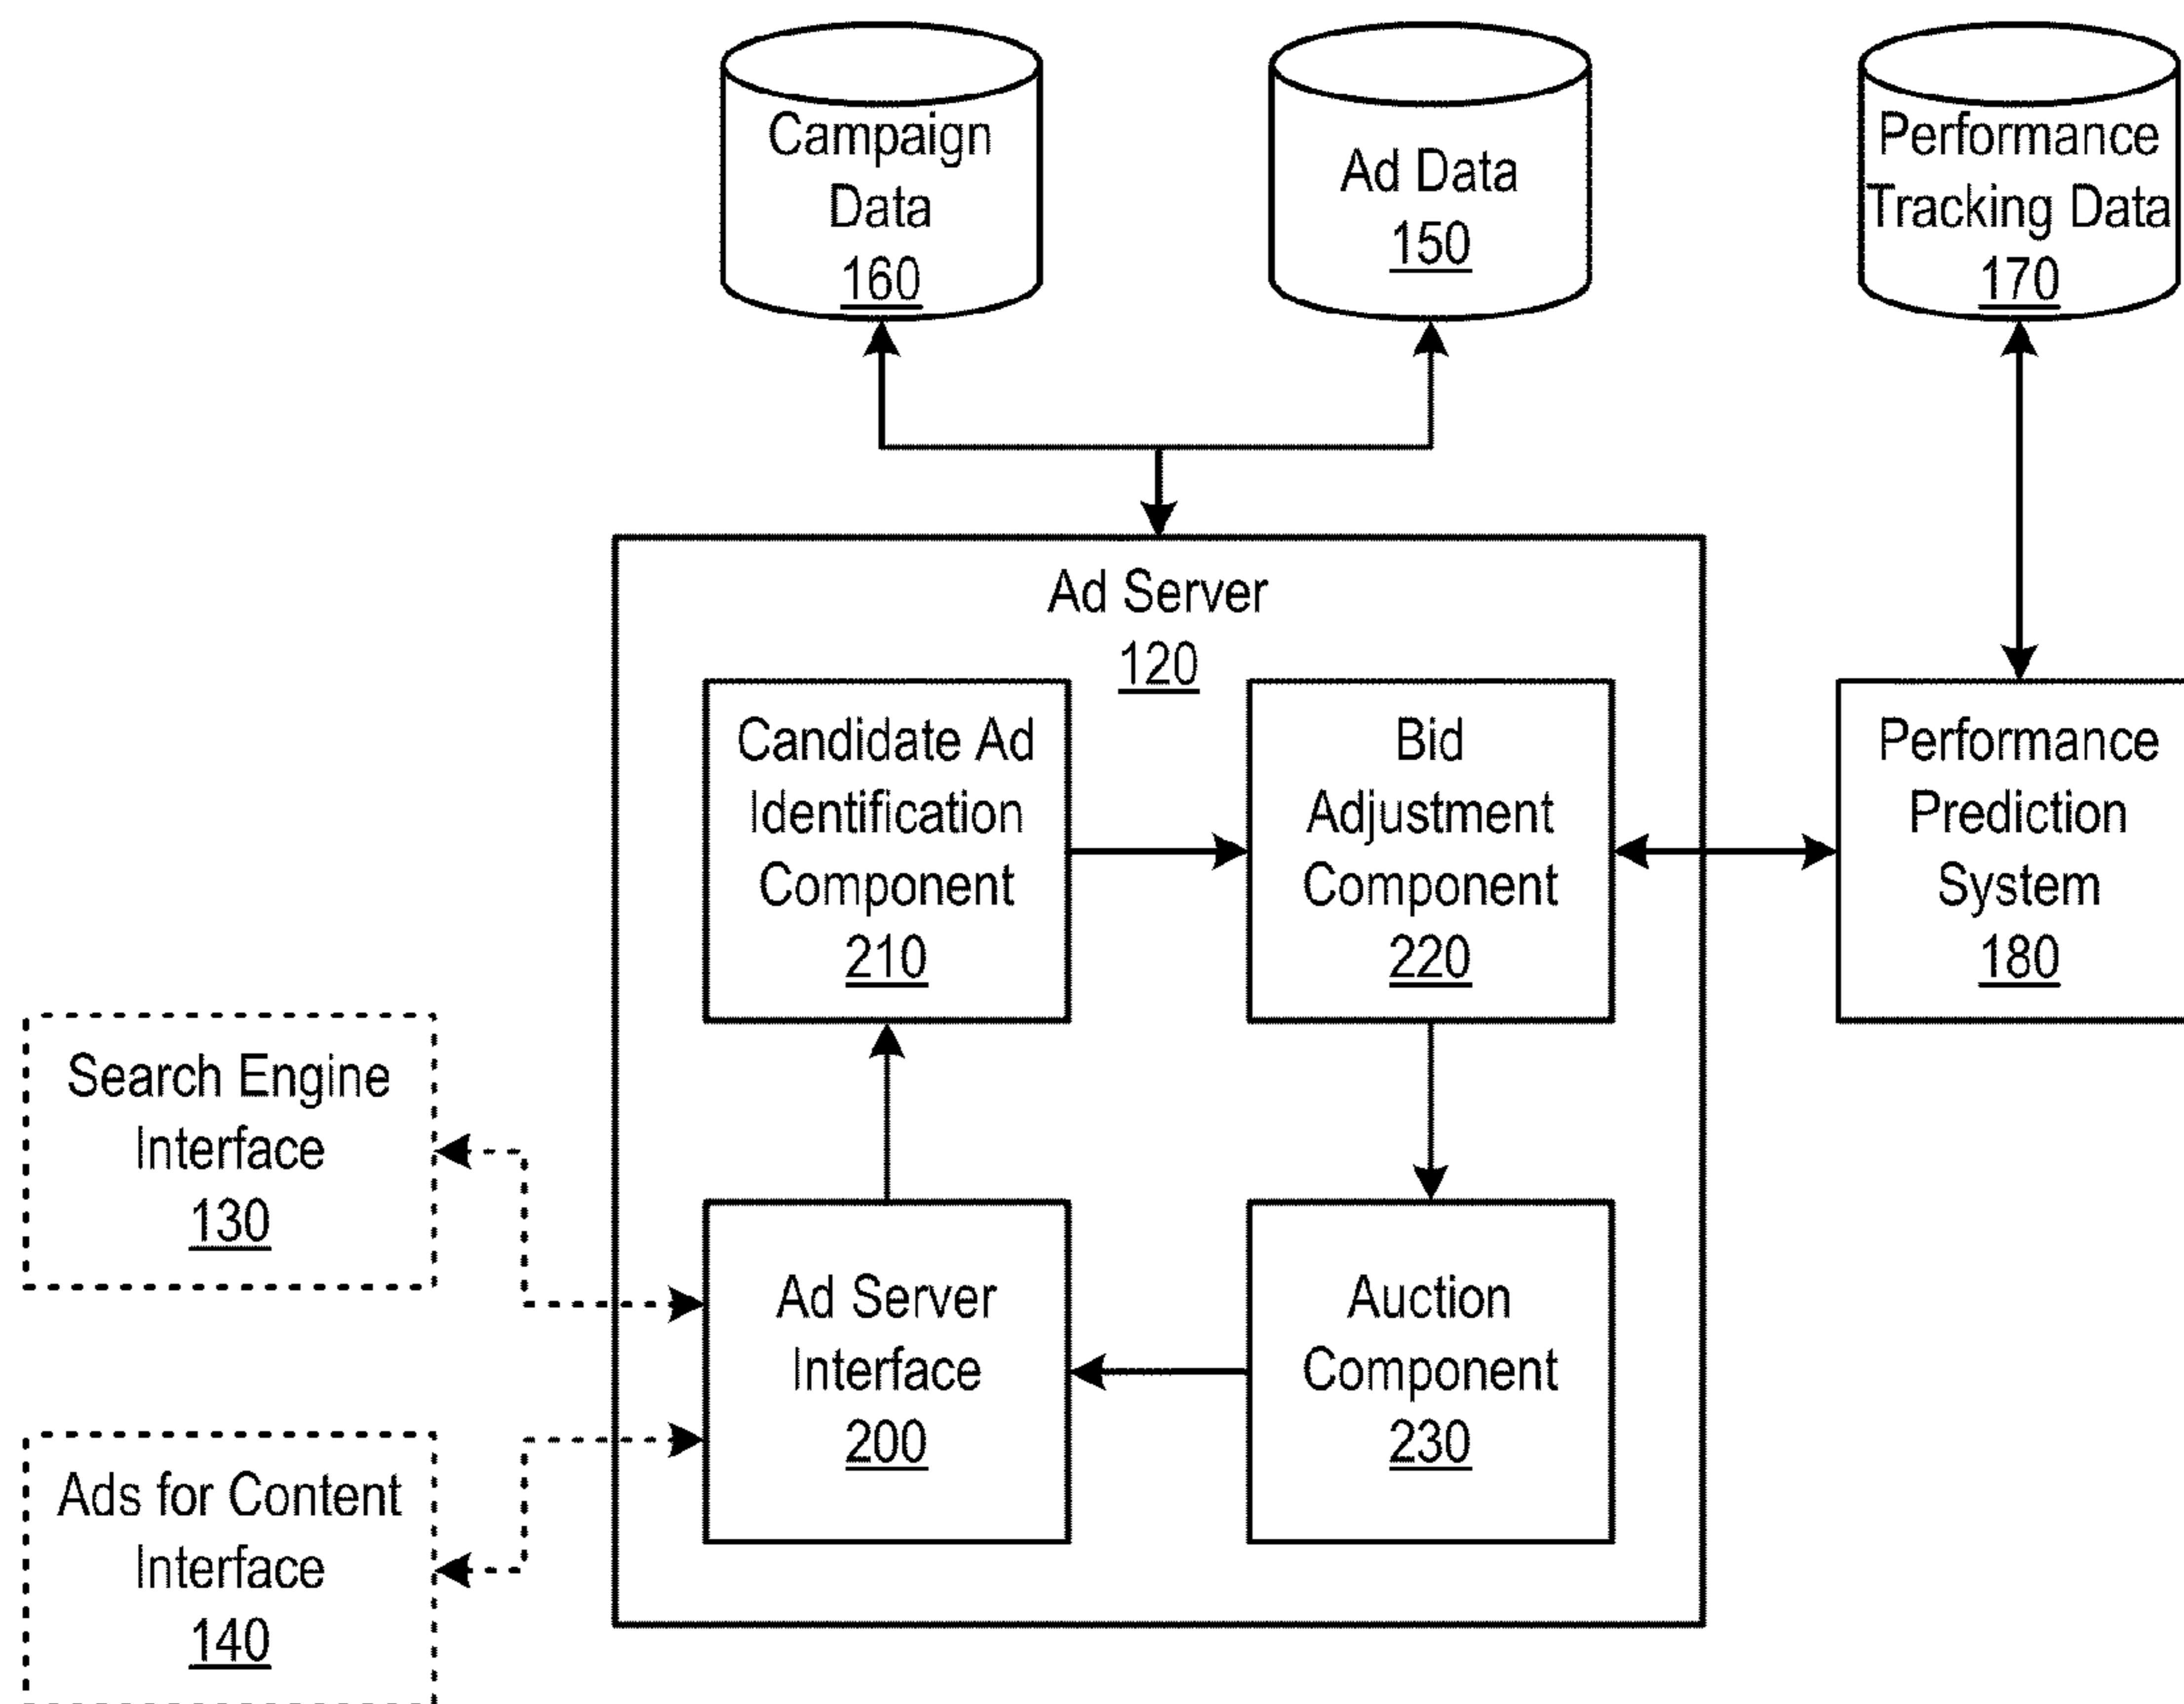 Campaign
Data
160
Ad Data
150
Performance
Tracking Data
170
Ad Server
120
Candidate Ad
Identification
Component
210
Bid
Adjustment
Component
220
Performance
Prediction
System
180
Search Engine
Interface
130
Ad Server
Interface
200
Auction
Component
230
Ads for Content
Interface
140